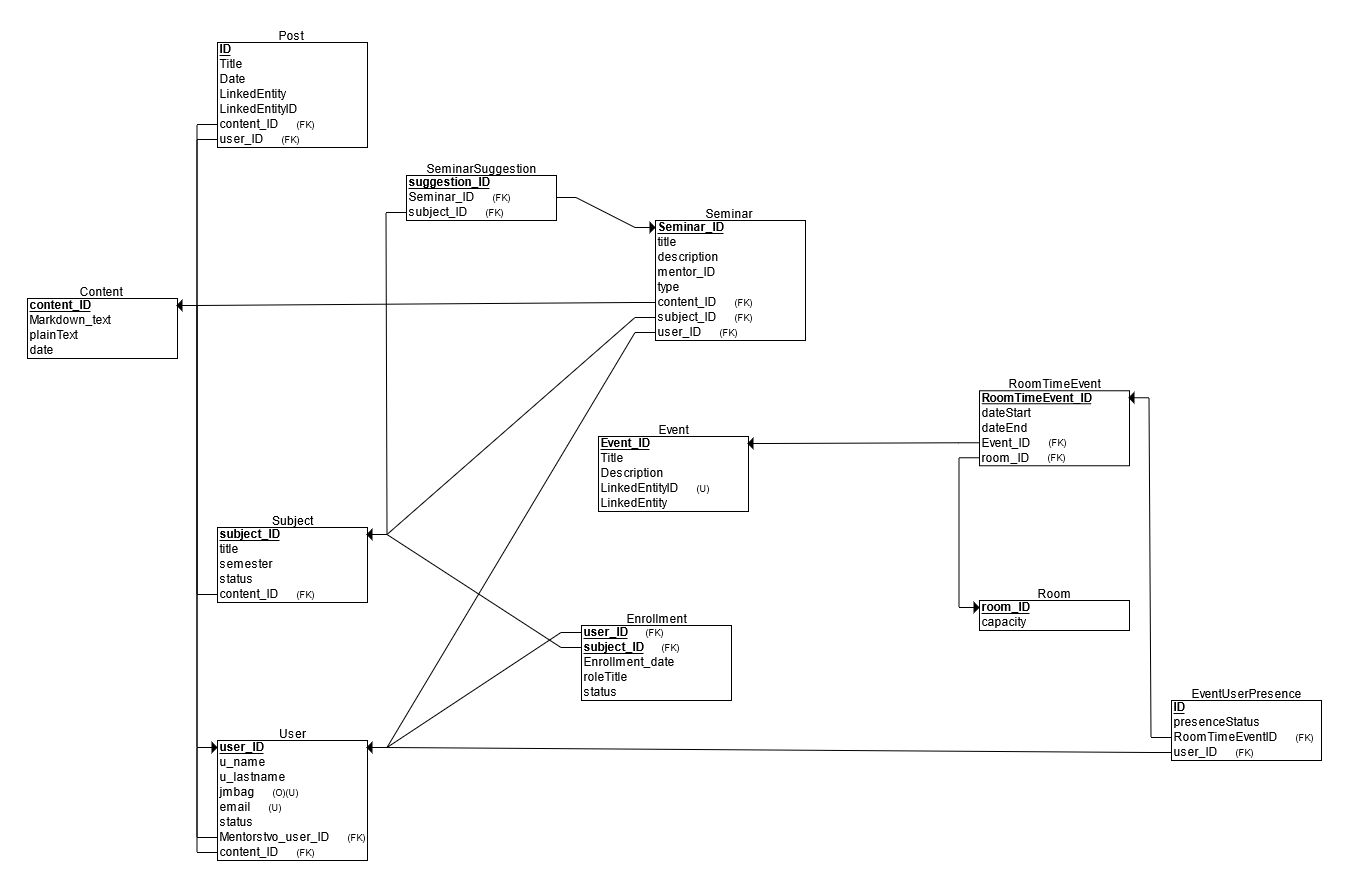 Post
ID
Title
Date
LinkedEntity
LinkedEntityID
content_ID (FK)
user_ID (FK)
SeminarSuggestion
suggestion_ID
Seminar_ID (FK)
subject_ID (FK)
Seminar
Seminar_ID
title
description
mentor_ID
type
content_ID (FK)
subject_ID (FK)
user_ID (FK)
Content
content_ID
Markdown_text
plainText
date
RoomTimeEvent
RoomTimeEvent_ID
dateStart
dateEnd
Event_ID (FK)
room_ID (FK)
Event
Event_ID
Title
Description
LinkedEntityID (U)
LinkedEntity
Subject
subject_ID
title
semester
status
content_ID (FK)
Room
room_ID
capacity
Enrollment
user_ID (FK)
subject_ID (FK)
Enrollment_date
roleTitle
status
EventUserPresence
ID
presenceStatus
RoomTimeEventID (FK)
user_ID (FK)
User
user_ID
u_name
u_lastname
jmbag (O)(U)
email (U)
status
Mentorstvo_user_ID (FK)
content_ID (FK)